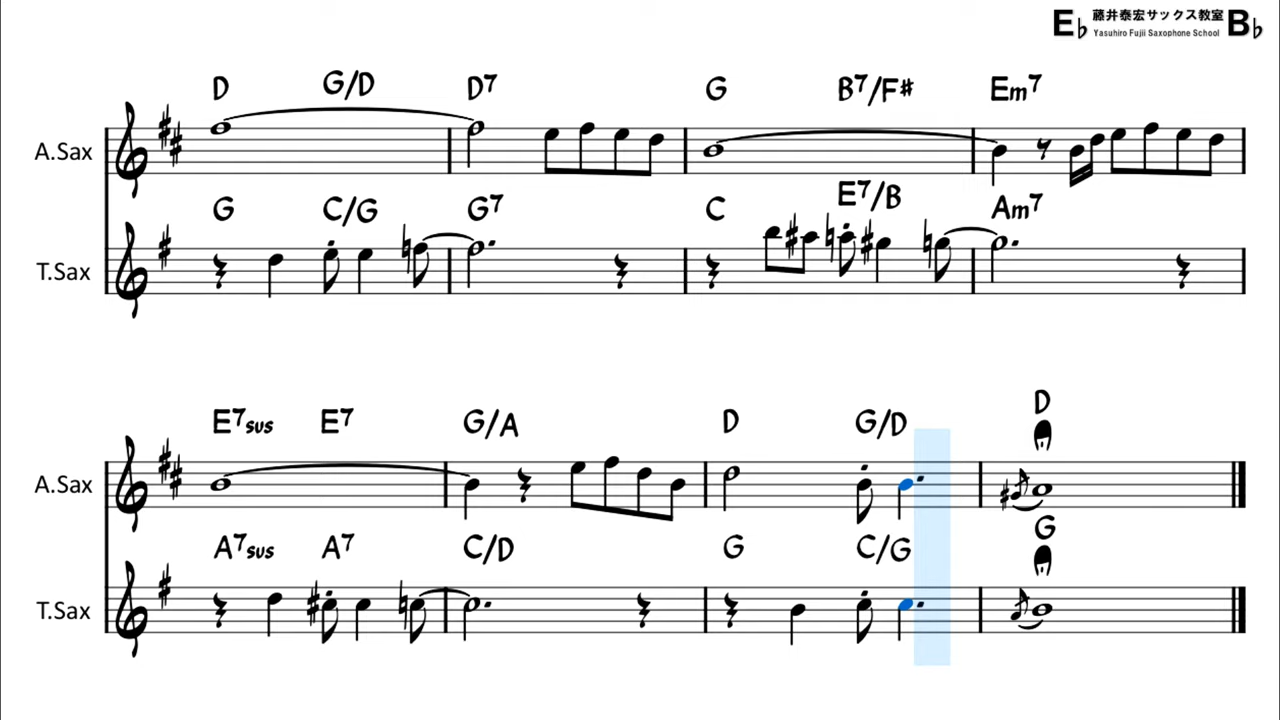 E♭ 藤井泰宏サックス教室 B♭
Yasuhiro Fujii Saxophone School
D G/D D7 G B7/F# Em7
A.Sax
G C/G G7 C E7/B Am7
T.Sax
E7sus E7 G/A D G/D D
A.Sax
A7sus A7 C/D G C/G G
T.Sax